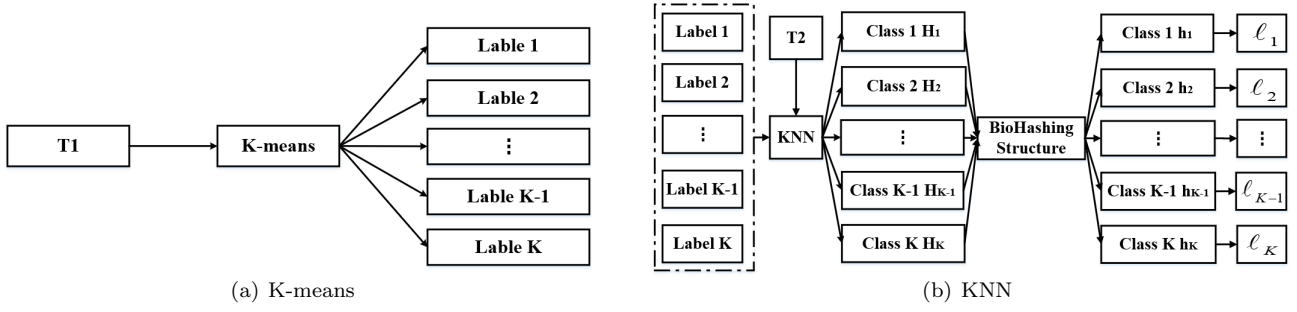 T1
K-means
Lable 1
Lable 2
⋮
Lable K-1
Lable K
(a) K-means
Label 1
Label 2
⋮
Label K-1
Label K
T2
KNN
Class 1 H₁
Class 2 H₂
⋮
Class K-1 HK-1
Class K HK
BioHashing
Structure
Class 1 h₁
Class 2 h₂
⋮
Class K-1 hK-1
Class K hK
ℓ₁
ℓ₂
⋮
ℓK−1
ℓK
(b) KNN